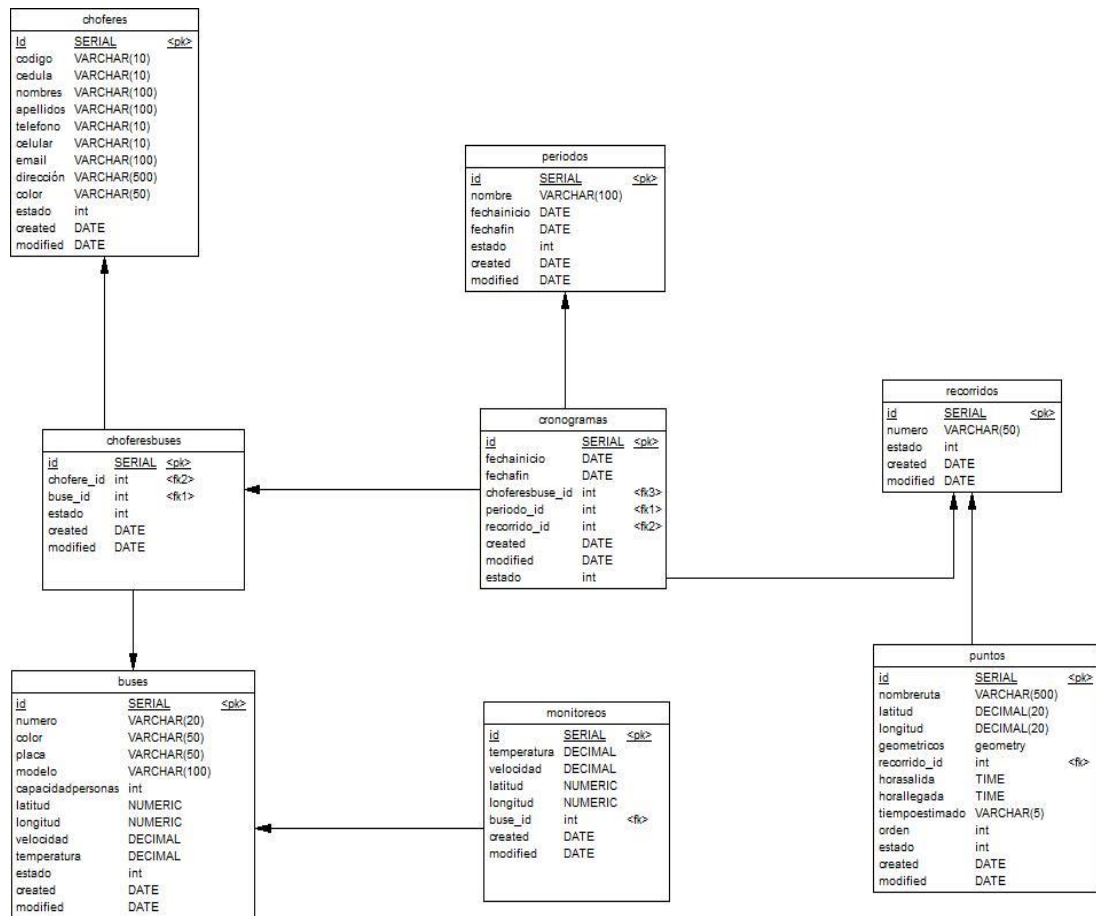 choferes
Id SERIAL <pk>
codigo VARCHAR(10)
cedula VARCHAR(10)
nombres VARCHAR(100)
apellidos VARCHAR(100)
telefono VARCHAR(10)
celular VARCHAR(10)
email VARCHAR(100)
dirección VARCHAR(500)
color VARCHAR(50)
estado int
created DATE
modified DATE
periodos
id SERIAL <pk>
nombre VARCHAR(100)
fechainicio DATE
fechafin DATE
estado int
created DATE
modified DATE
recorridos
id SERIAL <pk>
numero VARCHAR(50)
estado int
created DATE
modified DATE
choferesbuses
id SERIAL <pk>
chofere_id int <fk2>
buse_id int <fk1>
estado int
created DATE
modified DATE
cronogramas
id SERIAL <pk>
fechainicio DATE
fechafin DATE
choferesbuse_id int <fk3>
periodo_id int <fk1>
recorrido_id int <fk2>
created DATE
modified DATE
estado int
buses
id SERIAL <pk>
numero VARCHAR(20)
color VARCHAR(50)
placa VARCHAR(50)
modelo VARCHAR(100)
capacidadpersonas int
latitud NUMERIC
longitud NUMERIC
velocidad DECIMAL
temperatura DECIMAL
estado int
created DATE
modified DATE
monitoreos
id SERIAL <pk>
temperatura DECIMAL
velocidad DECIMAL
latitud NUMERIC
longitud NUMERIC
buse_id int <fk>
created DATE
modified DATE
puntos
id SERIAL <pk>
nombreruta VARCHAR(500)
latitud DECIMAL(20)
longitud DECIMAL(20)
geometricos geometry
recorrido_id int <fk>
horasalida TIME
horallegada TIME
tiempoestimado VARCHAR(5)
orden int
estado int
created DATE
modified DATE